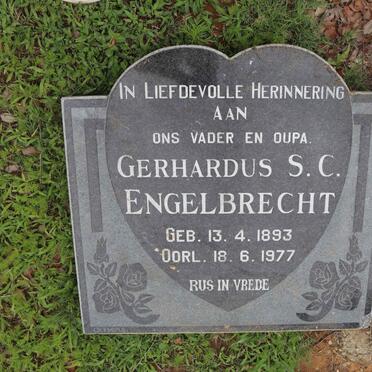 IN LIEFDEVOLLE HERINNERING
AAN
ONS VADER EN OUPA.
GERHARDUS S. C.
ENGELBRECHT
GEB. 13. 4. 1893
OORL. 18. 6. 1977
RUS IN VREDE